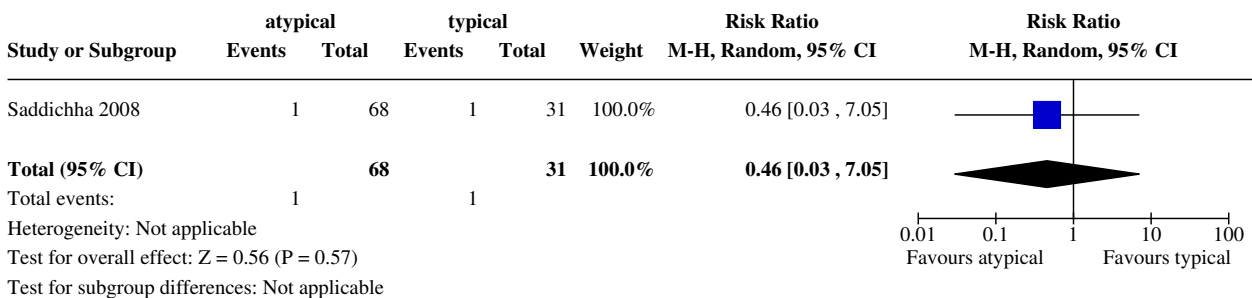 atypical typical Risk Ratio Risk Ratio
Study or Subgroup Events Total Events Total Weight M-H, Random, 95% CI M-H, Random, 95% CI
Saddichha 2008 1 68 1 31 100.0% 0.46 [0.03 , 7.05]
Total (95% CI) 68 31 100.0% 0.46 [0.03 , 7.05]
Total events: 1 1
Heterogeneity: Not applicable
0.01 0.1 1 10 100
Test for overall effect: Z = 0.56 (P = 0.57) Favours atypical Favours typical
Test for subgroup differences: Not applicable